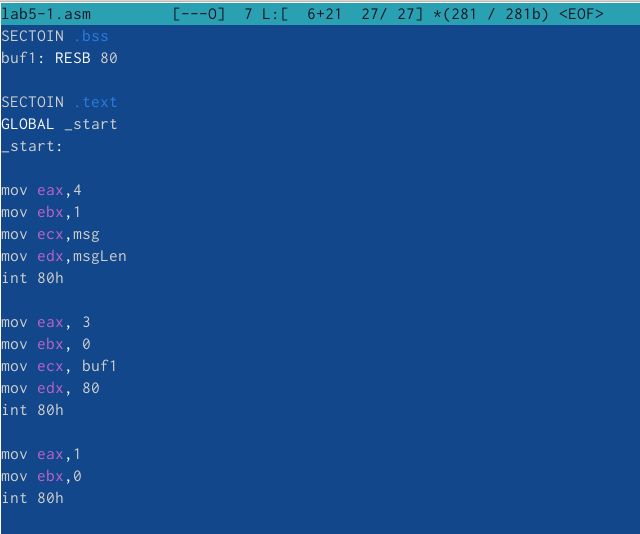 lab5-1.asm [---O] 7 L:[ 6+21 27/ 27] *(281 / 281b) <EOF>
SECTOIN .bss
buf1: RESB 80
SECTOIN .text
GLOBAL _start
_start:
mov eax,4
mov ebx,1
mov ecx,msg
mov edx,msgLen
int 80h
mov eax, 3
mov ebx, 0
mov ecx, buf1
mov edx, 80
int 80h
mov eax,1
mov ebx,0
int 80h